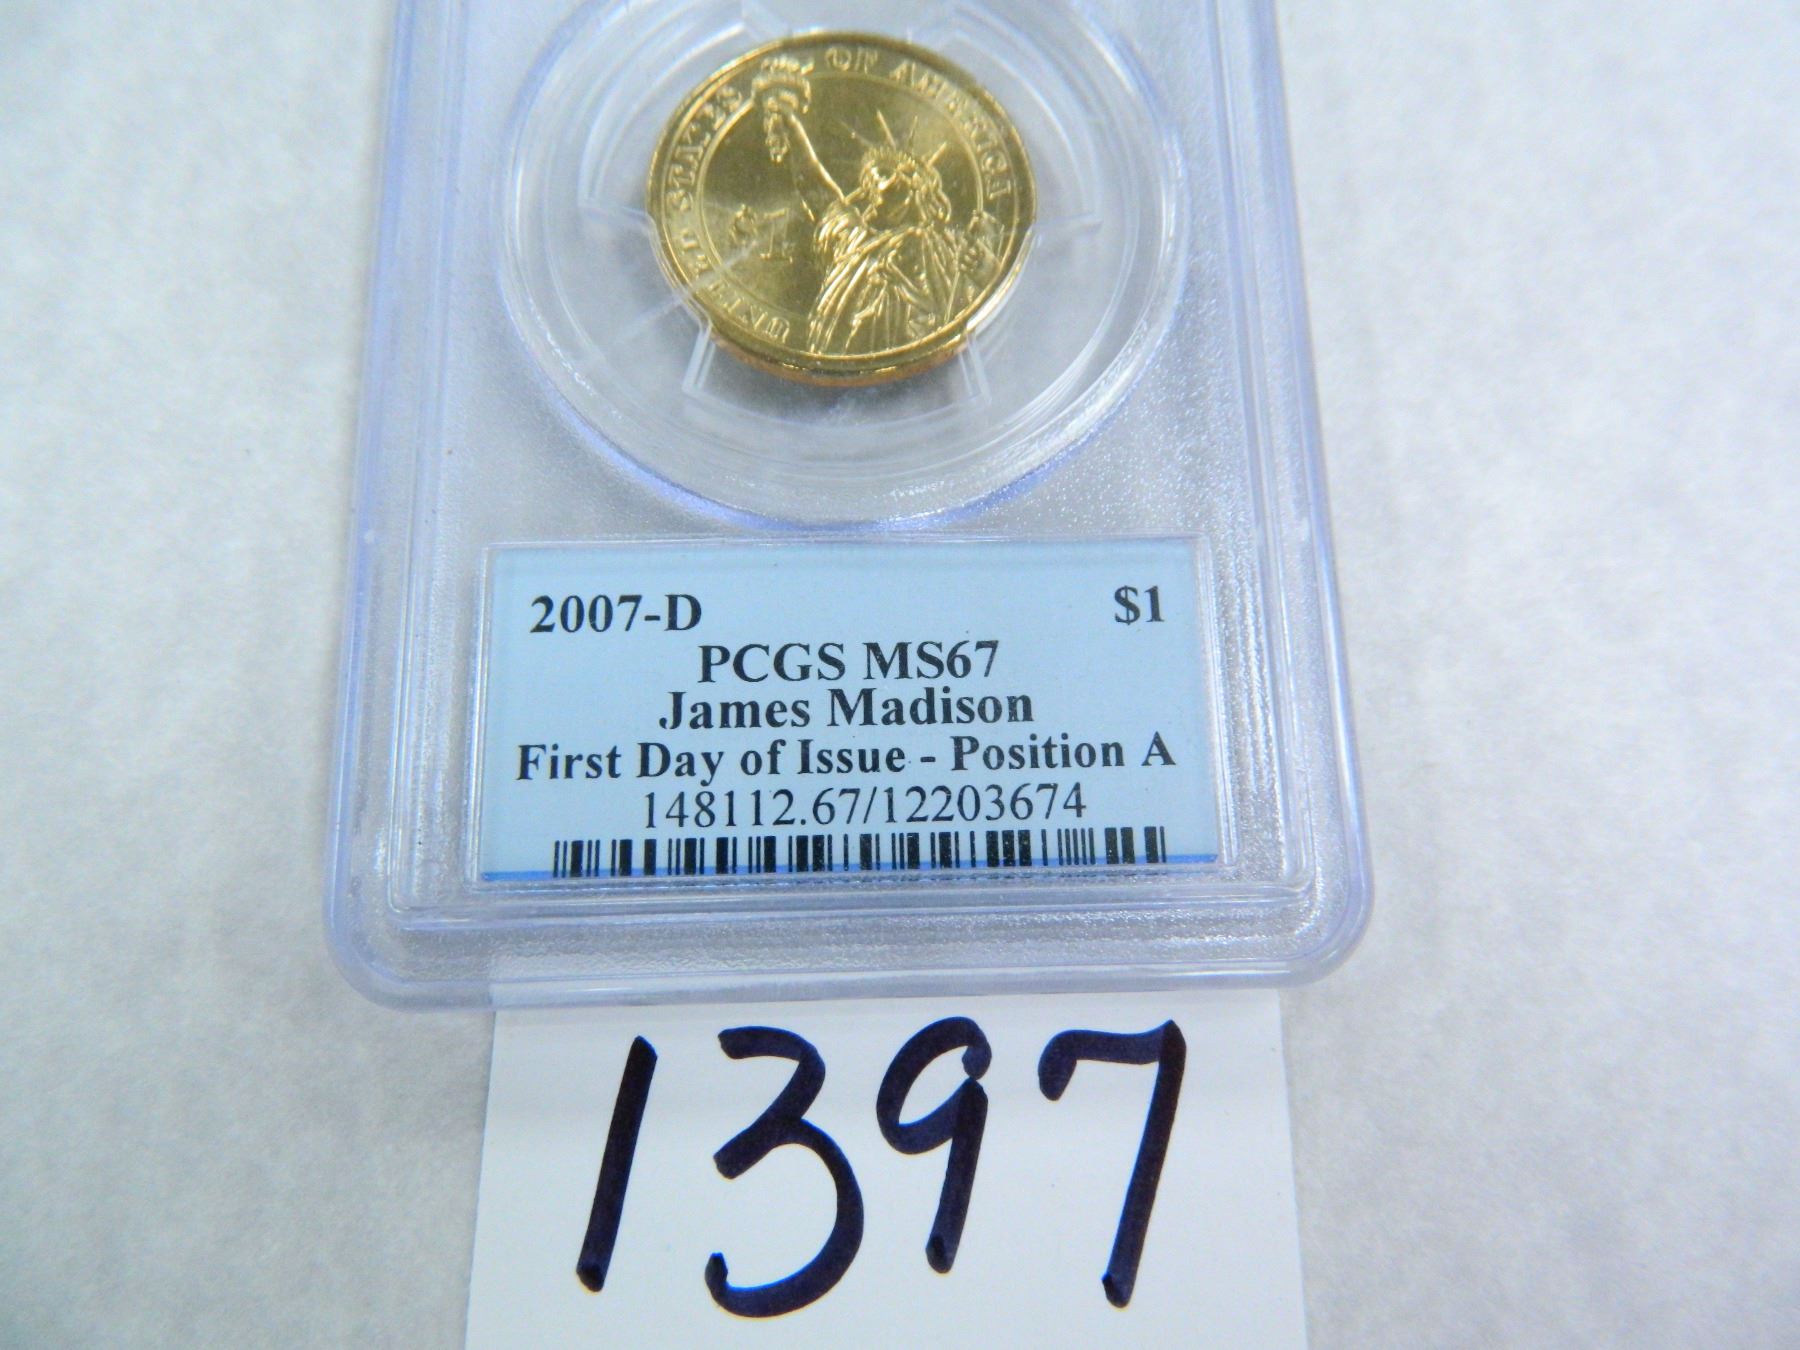 UNITED STATES OF AMERICA
$1
2007-D $1
PCGS MS67
James Madison
First Day of Issue - Position A
148112.67/12203674
1397